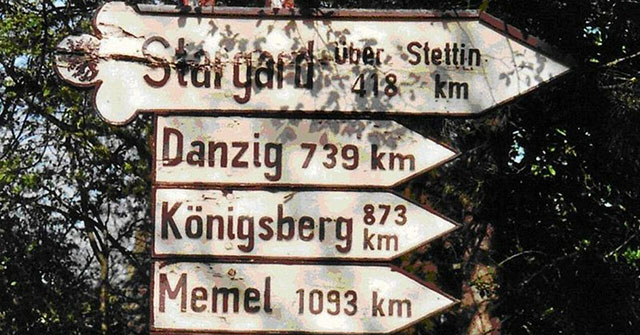 Stargard über Stettin
418 km
Danzig 739 km
Königsberg 873
km
Memel 1093 km